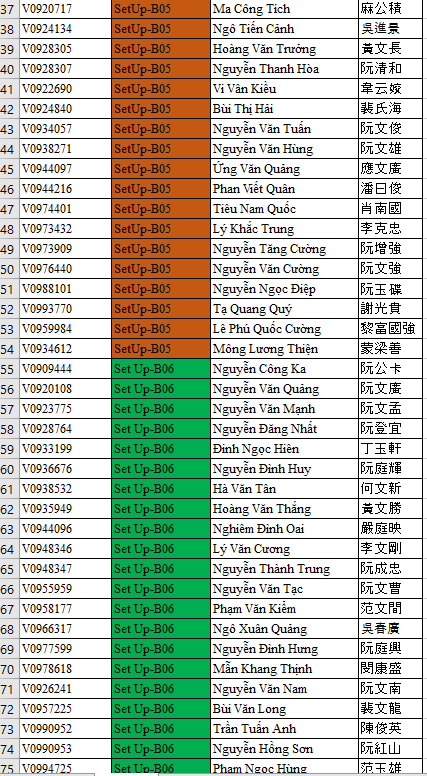 37 V0920717 SetUp-B05 Ma Công Tích 麻公積
38 V0924134 SetUp-B05 Ngô Tiến Cảnh 吳進景
39 V0928305 SetUp-B05 Hoàng Văn Trưởng 黃文長
40 V0928307 SetUp-B05 Nguyễn Thanh Hòa 阮清和
41 V0922690 SetUp-B05 Vi Văn Kiều 韋云嫁
42 V0924840 SetUp-B05 Bùi Thị Hải 裴氏海
43 V0934057 SetUp-B05 Nguyễn Văn Tuấn 阮文俊
44 V0938271 SetUp-B05 Nguyễn Văn Hùng 阮文雄
45 V0944097 SetUp-B05 Ứng Văn Quảng 應文廣
46 V0944216 SetUp-B05 Phan Viết Quân 潘曰俊
47 V0974401 SetUp-B05 Tiêu Nam Quốc 肖南國
48 V0973432 SetUp-B05 Lý Khắc Trung 李克忠
49 V0973909 SetUp-B05 Nguyễn Tăng Cường 阮增強
50 V0976440 SetUp-B05 Nguyễn Văn Cường 阮文強
51 V0988101 SetUp-B05 Nguyễn Ngọc Điệp 阮玉碟
52 V0993770 SetUp-B05 Tạ Quang Quý 謝光貴
53 V0959984 SetUp-B05 Lê Phú Quốc Cường 黎富國強
54 V0934612 SetUp-B05 Mông Lương Thiện 蒙梁善
55 V0909444 Set Up-B06 Nguyễn Công Ka 阮公卡
56 V0920108 Set Up-B06 Nguyễn Văn Quảng 阮文廣
57 V0923775 Set Up-B06 Nguyễn Văn Mạnh 阮文孟
58 V0928764 Set Up-B06 Nguyễn Đăng Nhất 阮登宜
59 V0933199 Set Up-B06 Đinh Ngọc Hiên 丁玉軒
60 V0936676 Set Up-B06 Nguyễn Đình Huy 阮庭輝
61 V0938532 Set Up-B06 Hà Văn Tân 何文新
62 V0935949 Set Up-B06 Hoàng Văn Thắng 黃文勝
63 V0944096 Set Up-B06 Nghiêm Đình Oai 嚴庭映
64 V0948346 Set Up-B06 Lý Văn Cương 李文剛
65 V0948347 Set Up-B06 Nguyễn Thành Trung 阮成忠
66 V0955959 Set Up-B06 Nguyễn Văn Tạc 阮文曹
67 V0958177 Set Up-B06 Phạm Văn Kiểm 范文間
68 V0966317 Set Up-B06 Ngô Xuân Quảng 吳春廣
69 V0977599 Set Up-B06 Nguyễn Đình Hưng 阮庭興
70 V0978618 Set Up-B06 Mẫn Khang Thịnh 閔康盛
71 V0926241 Set Up-B06 Nguyễn Văn Nam 阮文南
72 V0957225 Set Up-B06 Bùi Văn Long 裴文龍
73 V0990952 Set Up-B06 Trần Tuấn Anh 陳俊英
74 V0990953 Set Up-B06 Nguyễn Hồng Sơn 阮紅山
75 V0994725 Set Up-B06 Phạm Ngọc Hùng 范玉雄